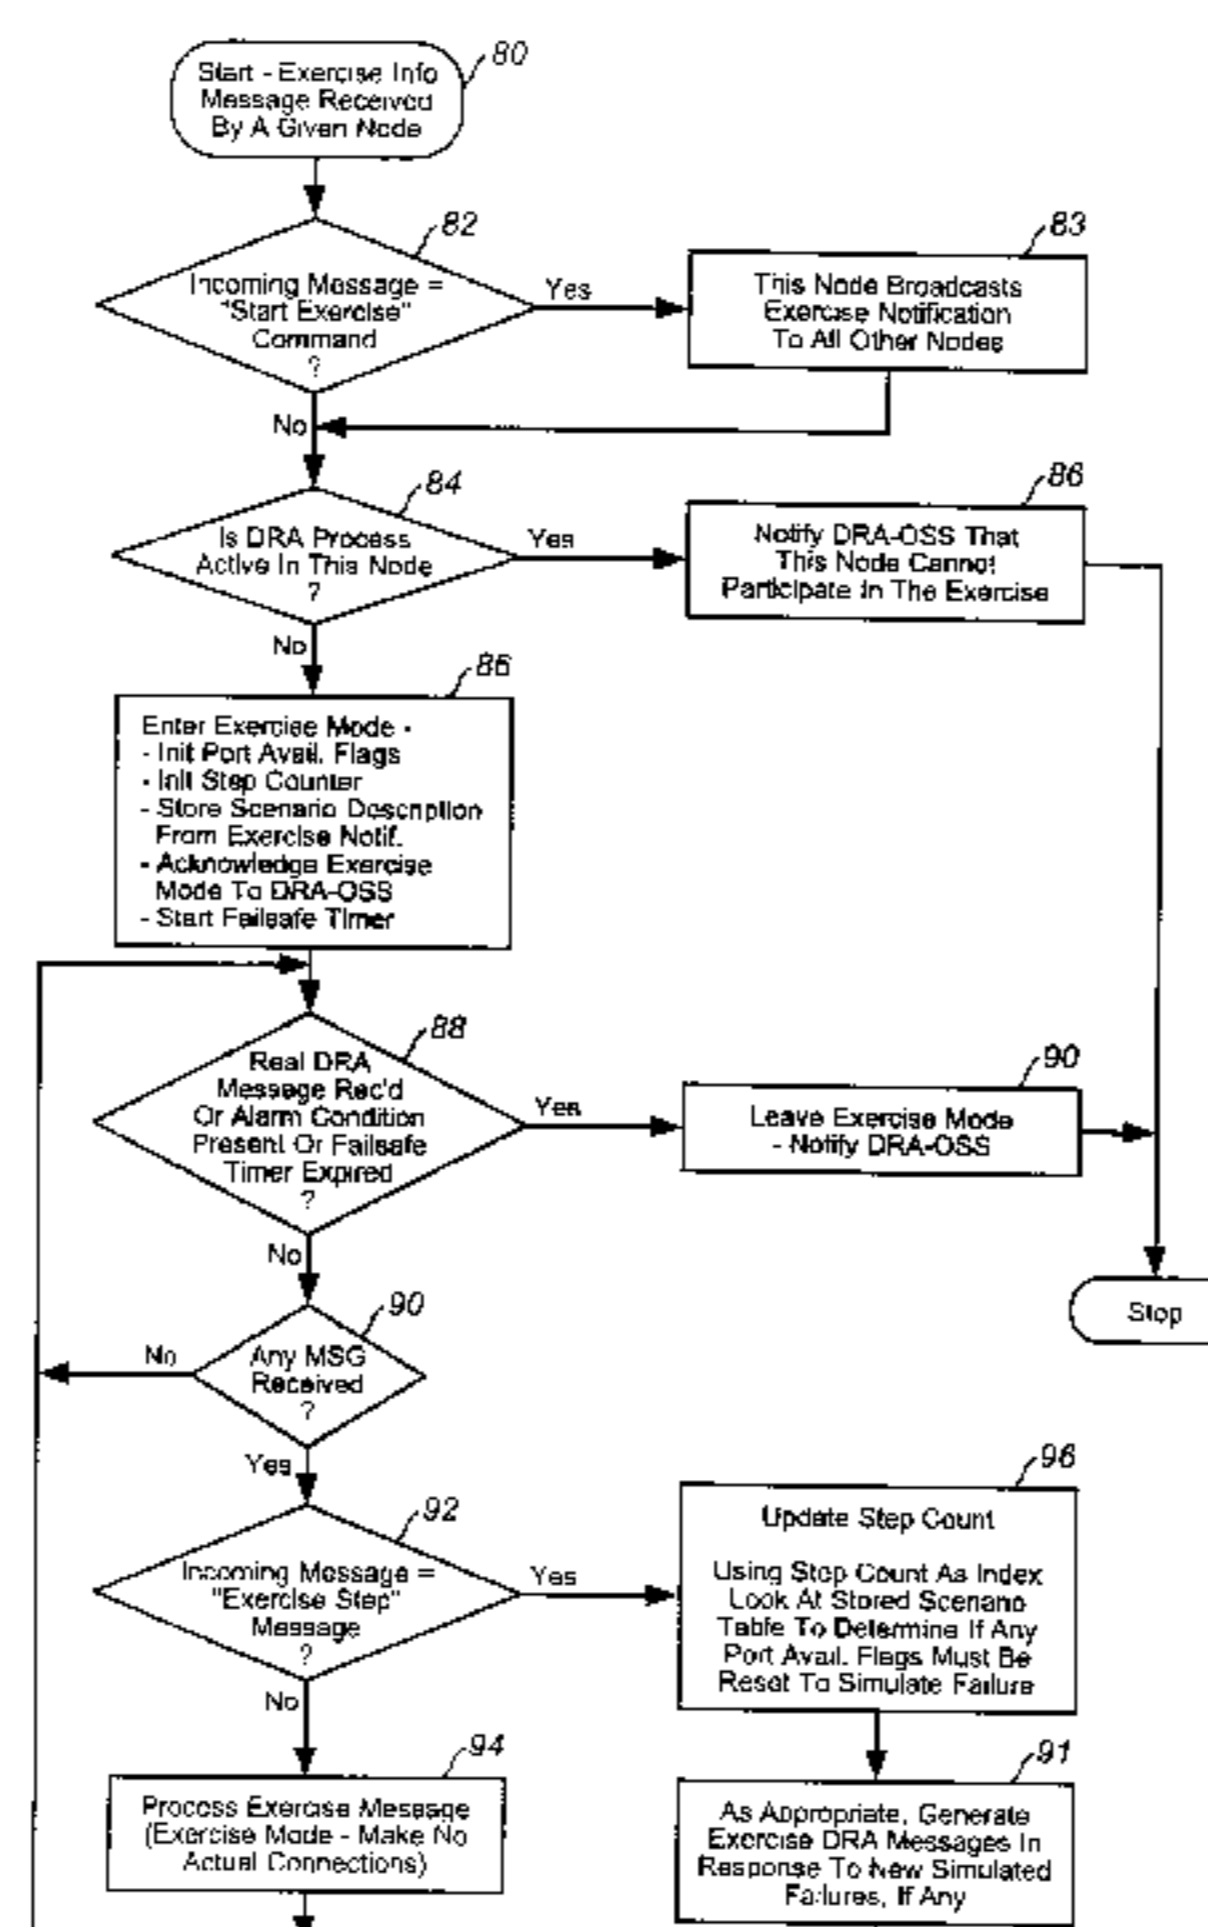 80
Start - Exercise Info
Message Received
By A Given Node
82
Incoming Message =
"Start Exercise"
Command
?
Yes
83
This Node Broadcasts
Exercise Notification
To All Other Nodes
No
84
Is DRA Process
Active In This Node
?
Yes
86
Notify DRA-OSS That
This Node Cannot
Participate In The Exercise
No
85
Enter Exercise Mode -
- Init Port Avail. Flags
- Init Step Counter
- Store Scenario Description
From Exercise Notif.
- Acknowledge Exercise
Mode To DRA-OSS
- Start Failsafe Timer
88
Real DRA
Message Rec'd
Or Alarm Condition
Present Or Failsafe
Timer Expired
?
Yes
90
Leave Exercise Mode
- Notify DRA-OSS
No
Stop
90
Any MSG
Received
?
No
Yes
92
Incoming Message =
"Exercise Step"
Message
?
Yes
96
Update Step Count
Using Step Count As Index
Look At Stored Scenario
Table To Determine If Any
Port Avail. Flags Must Be
Reset To Simulate Failure
No
94
Process Exercise Message
(Exercise Mode - Make No
Actual Connections)
91
As Appropriate, Generate
Exercise DRA Messages In
Response To New Simulated
Failures, If Any